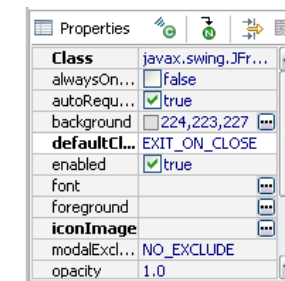 Properties
Class javax.swing.JFr...
alwaysOn... false
autoRequ... true
background 224,223,227
defaultCl... EXIT_ON_CLOSE
enabled true
font
foreground
iconImage
modalExcl... NO_EXCLUDE
opacity 1.0